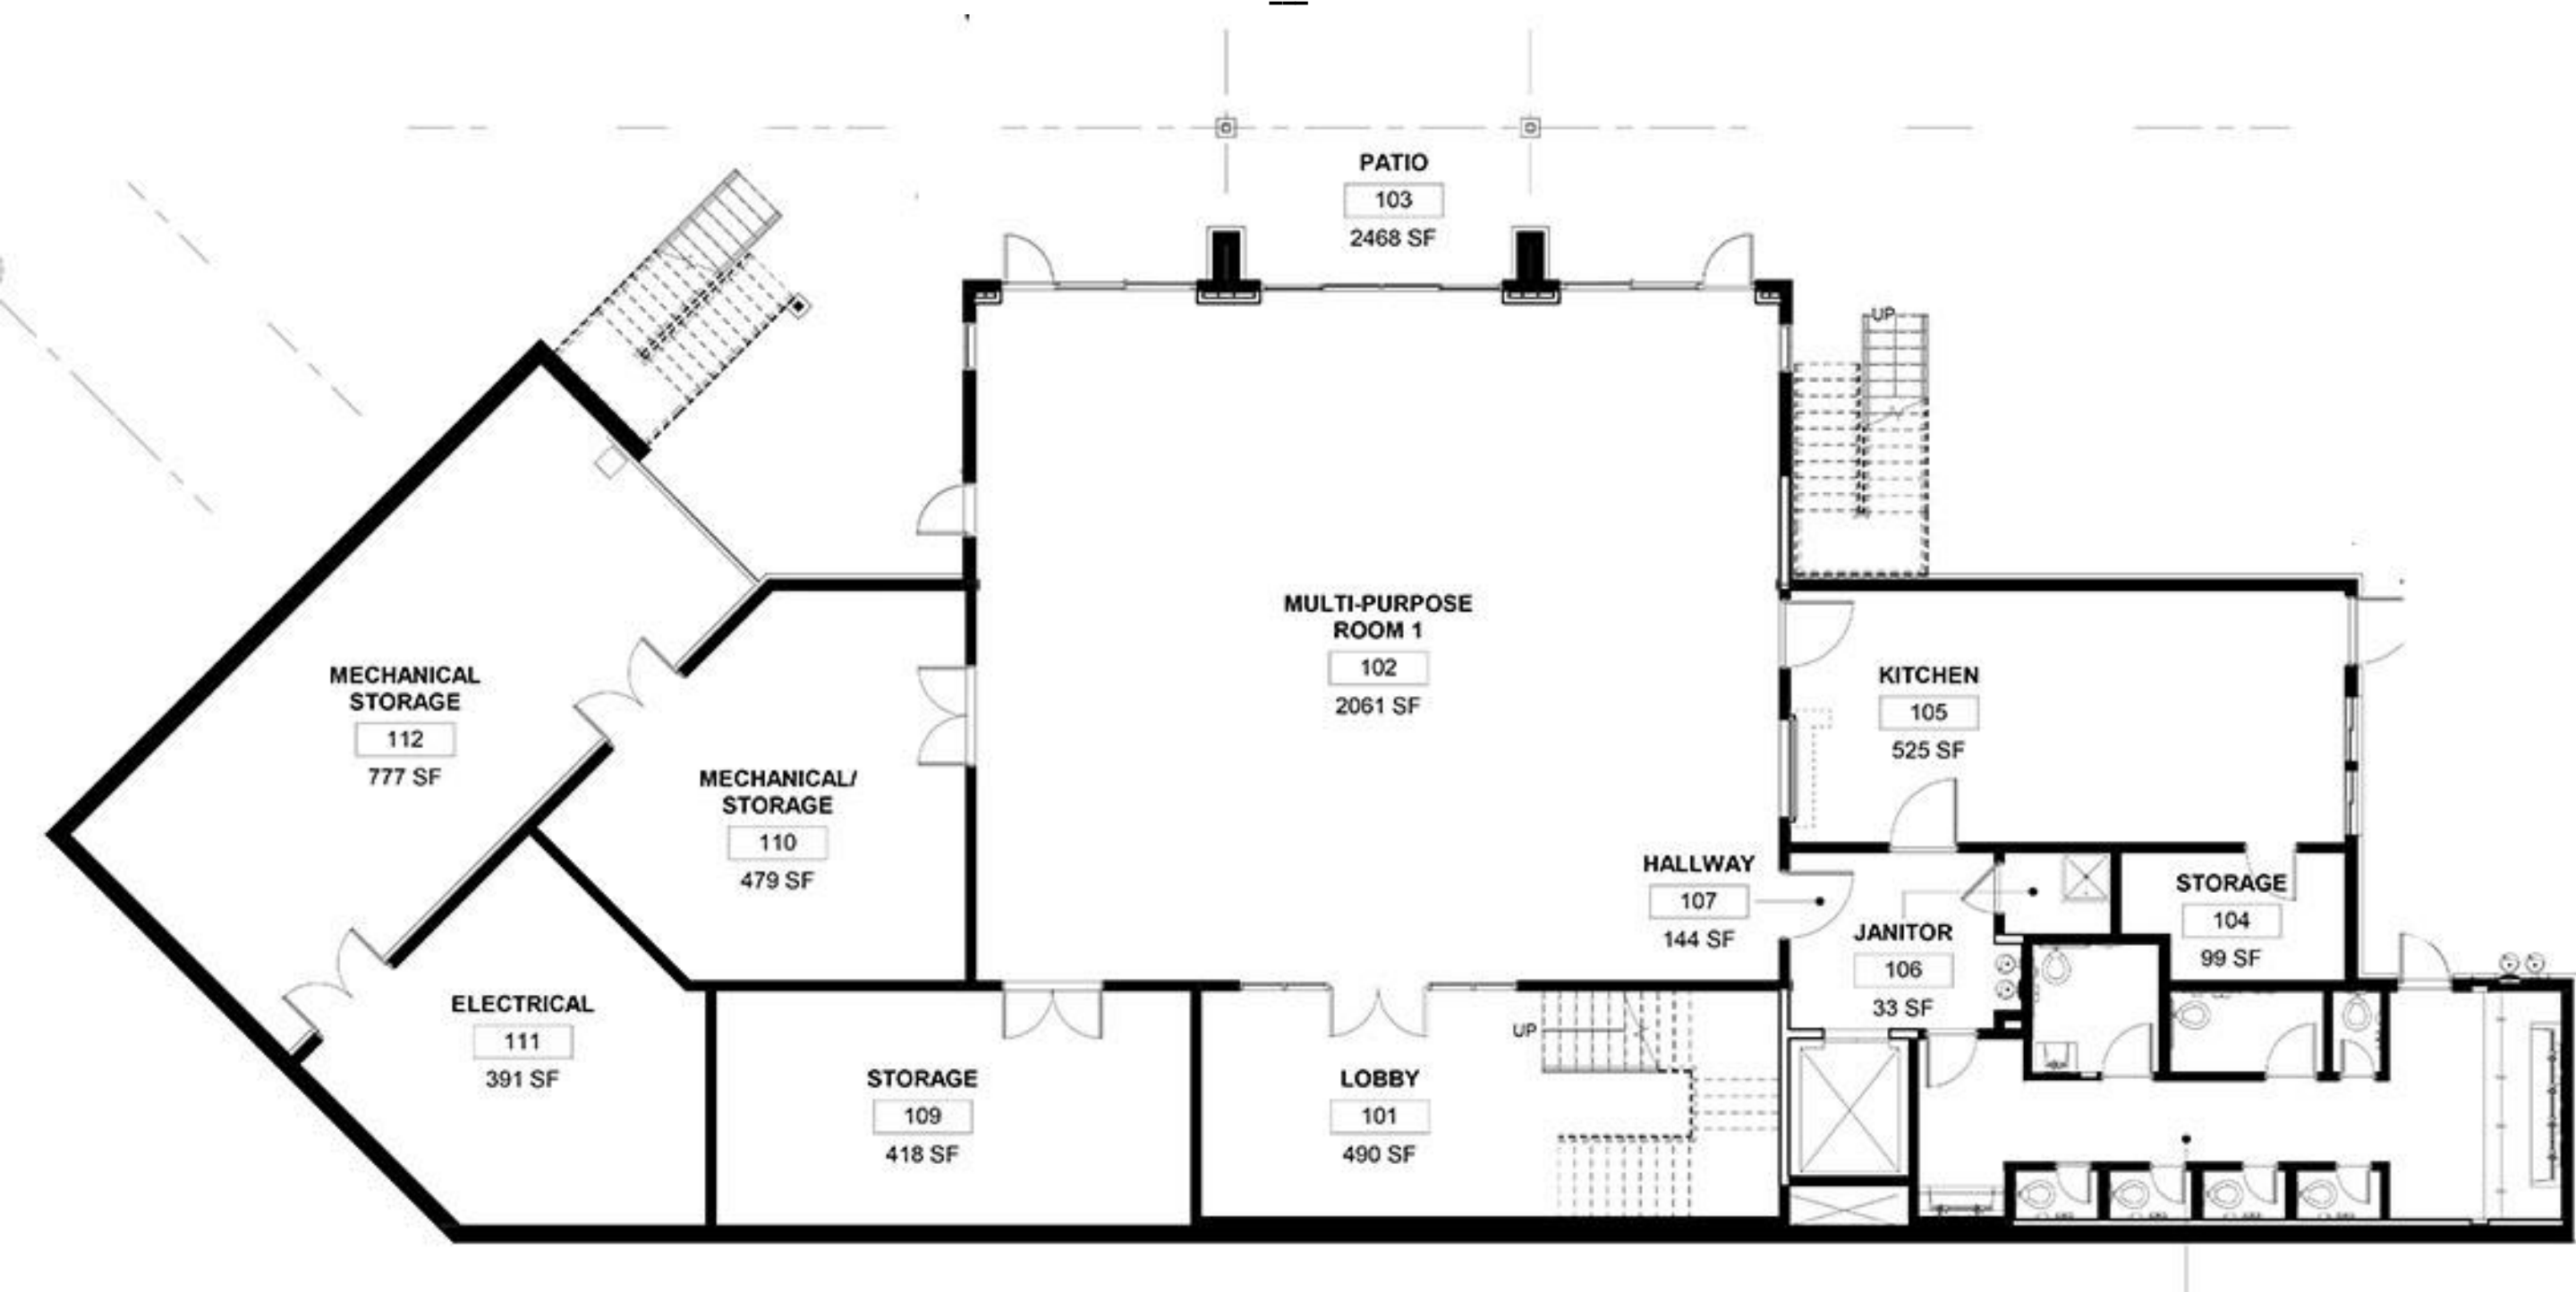 PATIO
103
2468 SF
UP
MULTI-PURPOSE
ROOM 1
102
2061 SF
MECHANICAL
STORAGE
112
777 SF
KITCHEN
105
525 SF
MECHANICAL/
STORAGE
110
479 SF
HALLWAY
107
144 SF
STORAGE
104
99 SF
JANITOR
106
33 SF
ELECTRICAL
111
391 SF
STORAGE
109
418 SF
UP
LOBBY
101
490 SF